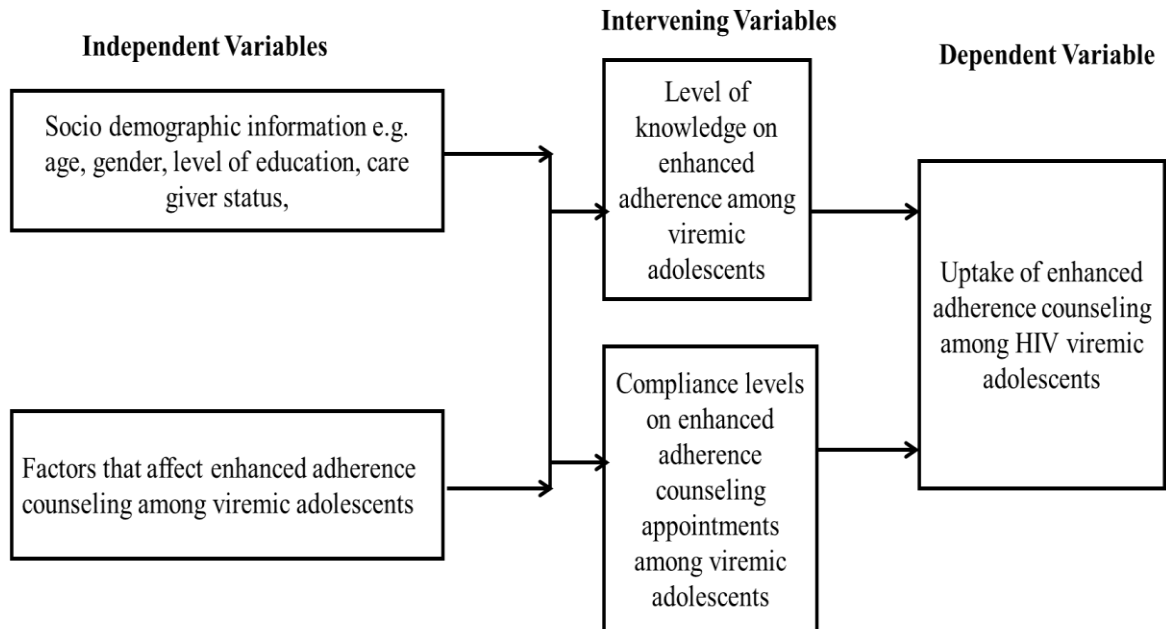 Independent Variables
Socio demographic information e.g.
age, gender, level of education, care
giver status,
Factors that affect enhanced adherence
counseling among viremic adolescents
Intervening Variables
Level of
knowledge on
enhanced
adherence among
viremic
adolescents
Compliance levels
on enhanced
adherence
counseling
appointments
among viremic
adolescents
Dependent Variable
Uptake of enhanced
adherence counseling
among HIV viremic
adolescents